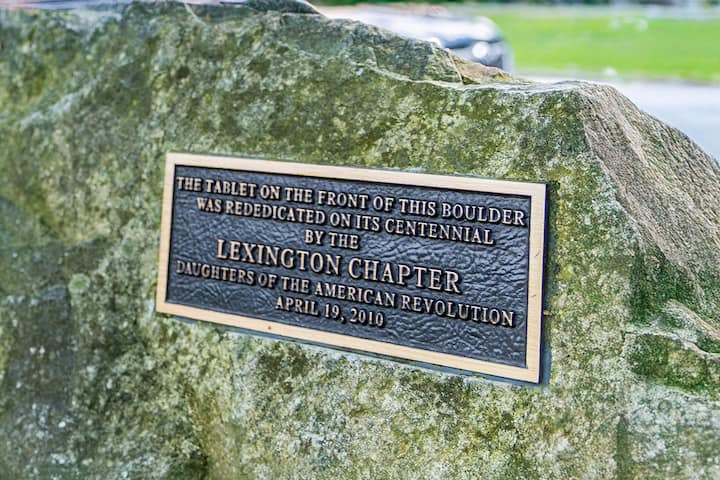 THE TABLET ON THE FRONT OF THIS BOULDER
WAS REDEDICATED ON ITS CENTENNIAL
BY THE
LEXINGTON CHAPTER
DAUGHTERS OF THE AMERICAN REVOLUTION
APRIL 19, 2010